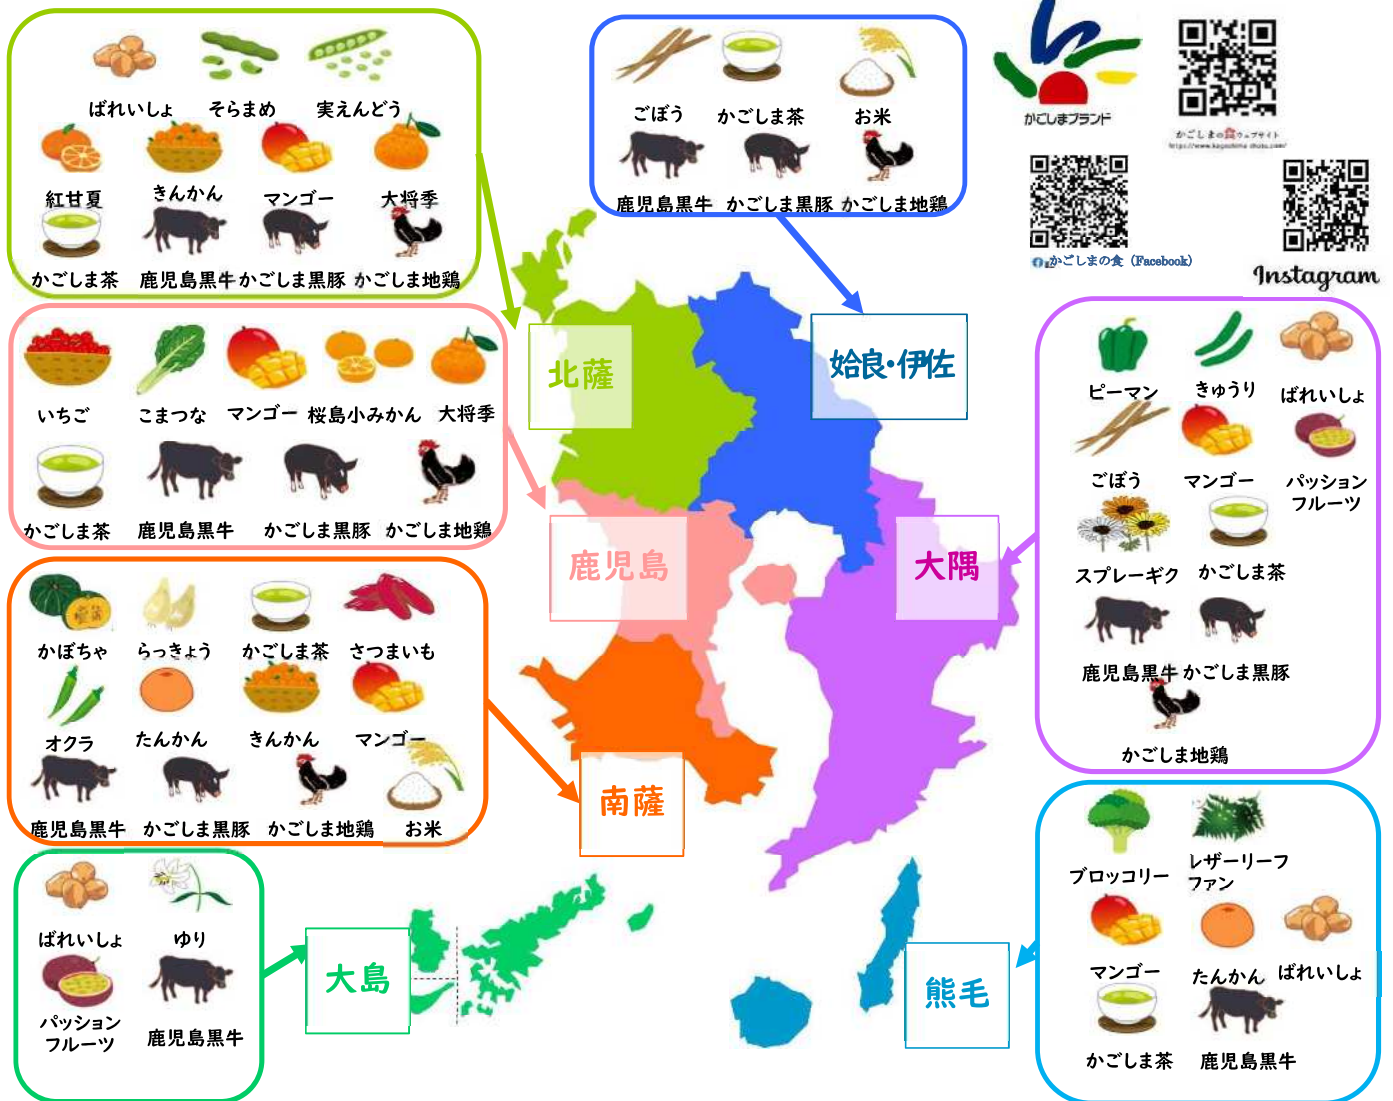 ばれいしょ そらまめ 実えんどう
紅甘夏 きんかん マンゴー 大将季
かごしま茶 鹿児島黒牛 かごしま黒豚 かごしま地鶏
ごぼう かごしま茶 お米
鹿児島黒牛 かごしま黒豚 かごしま地鶏
かごしまブランド
かごしまの食ウェブサイト
かごしまの食（Facebook）
Instagram
いちご こまつな マンゴー 桜島小みかん 大将季
かごしま茶 鹿児島黒牛 かごしま黒豚 かごしま地鶏
かぼちゃ らっきょう かごしま茶 さつまいも
オクラ たんかん きんかん マンゴー
鹿児島黒牛 かごしま黒豚 かごしま地鶏 お米
ばれいしょ ゆり
パッション
フルーツ
鹿児島黒牛
北薩
姶良・伊佐
鹿児島
大隅
南薩
大島
熊毛
ピーマン きゅうり ばれいしょ
ごぼう マンゴー パッション
フルーツ
スプレーギク かごしま茶
鹿児島黒牛 かごしま黒豚
かごしま地鶏
ブロッコリー レザーリーフ
ファン
マンゴー たんかん ばれいしょ
かごしま茶 鹿児島黒牛